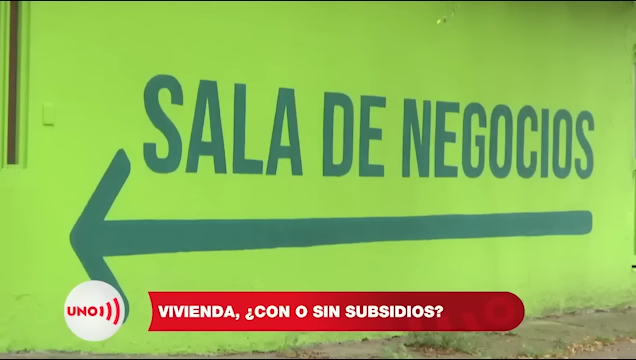 SALA DE NEGOCIOS
UNO
VIVIENDA, ¿CON O SIN SUBSIDIOS?